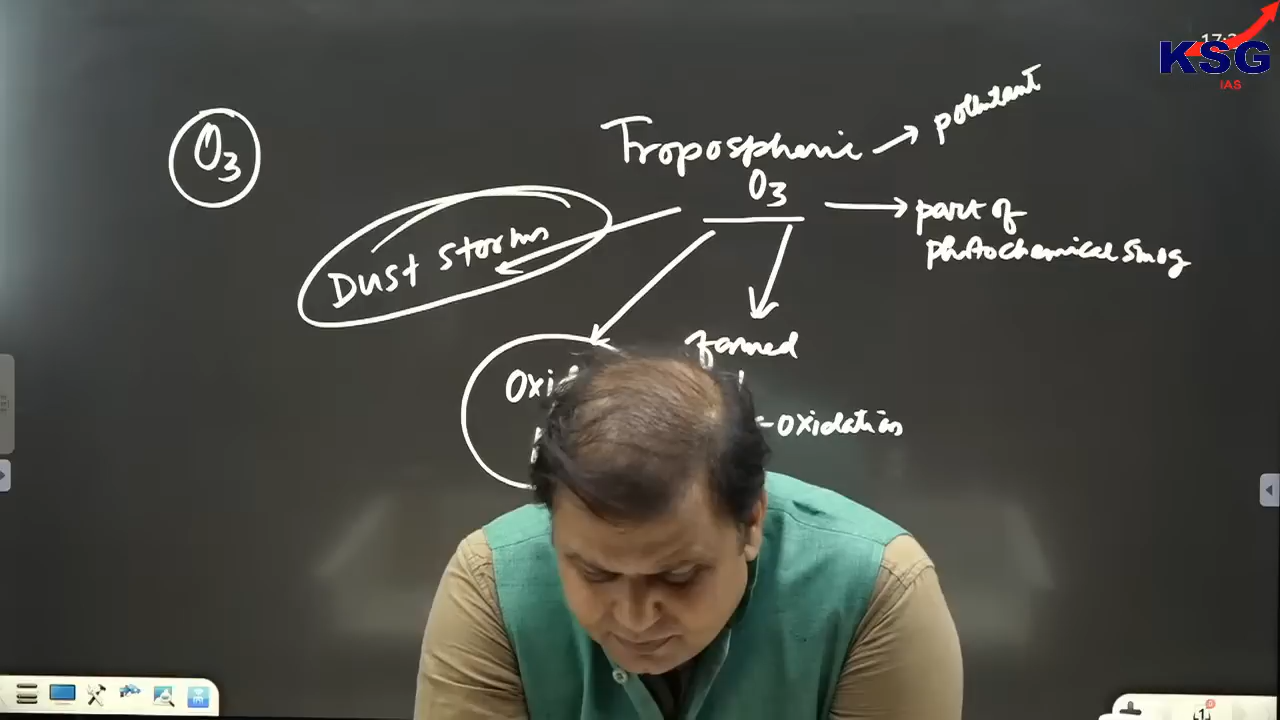 KSG
IAS
O3
Tropospheric
O3
pollutant
part of
photochemical smog
Dust storms
formed
-oxidation